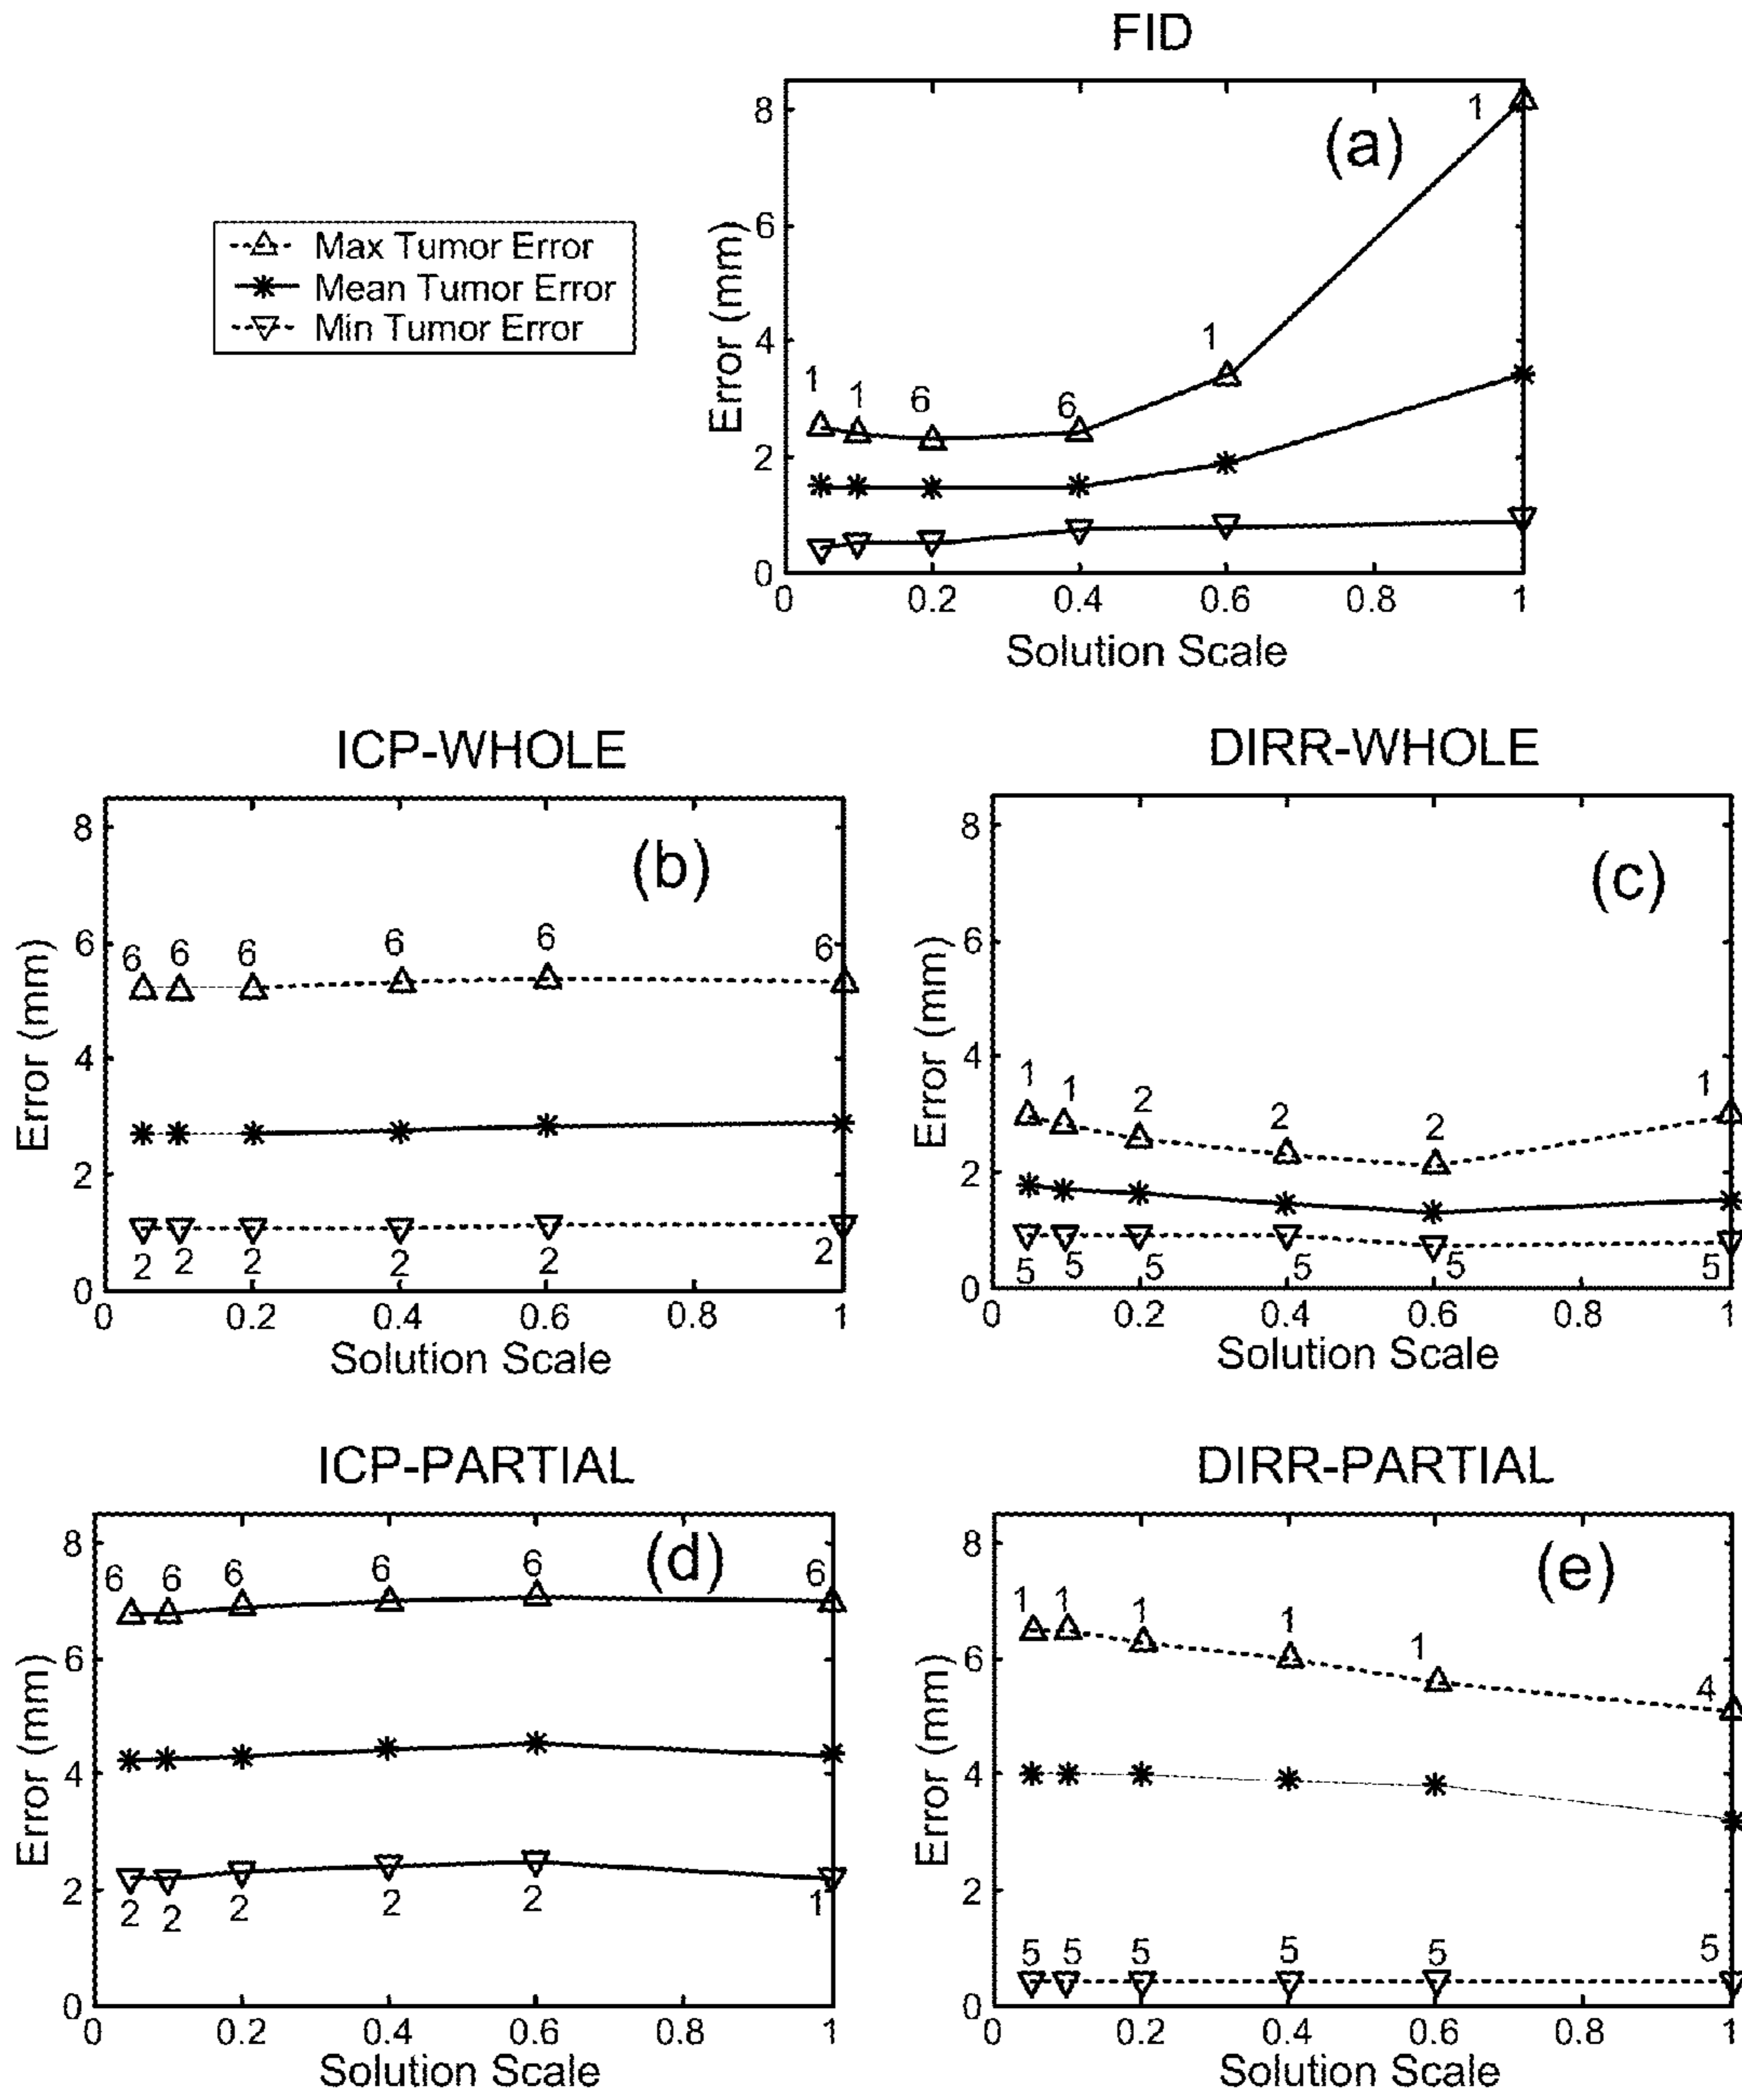 FID
(a)
Max Tumor Error
Mean Tumor Error
Min Tumor Error
Error (mm)
8
6
4
2
0
1 1 6 6 1 1
0 0.2 0.4 0.6 0.8 1
Solution Scale
ICP-WHOLE
(b)
Error (mm)
8
6
4
2
0
6 6 6 6 6 6
2 2 2 2 2 2
0 0.2 0.4 0.6 0.8 1
Solution Scale
DIRR-WHOLE
(c)
Error (mm)
8
6
4
2
0
1 1 2 2 2 1
5 5 5 5 5 5
0 0.2 0.4 0.6 0.8 1
Solution Scale
ICP-PARTIAL
(d)
Error (mm)
8
6
4
2
0
6 6 6 6 6 6
2 2 2 2 2 1
0 0.2 0.4 0.6 0.8 1
Solution Scale
DIRR-PARTIAL
(e)
Error (mm)
8
6
4
2
0
1 1 1 1 1 4
5 5 5 5 5 5
0 0.2 0.4 0.6 0.8 1
Solution Scale